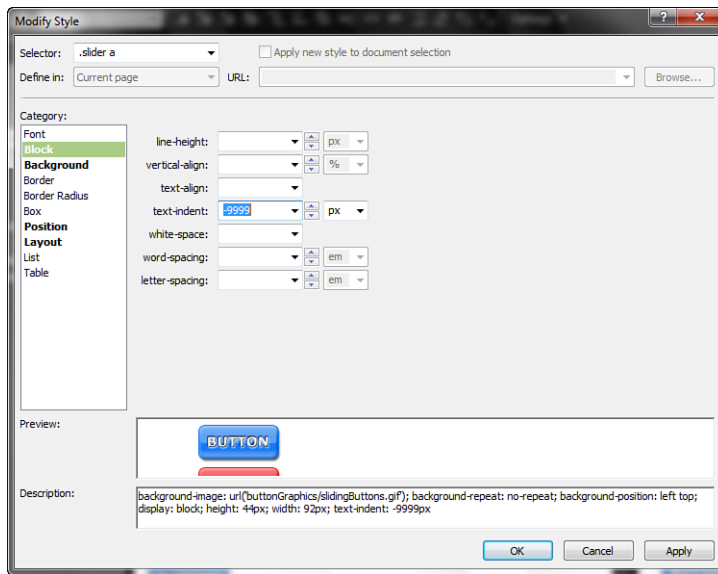 Modify Style
Selector: .slider a Apply new style to document selection
Define in: Current page URL: Browse...
Category:
Font
Block
Background
Border
Border Radius
Box
Position
Layout
List
Table
line-height: px
vertical-align: %
text-align:
text-indent: -9999 px
white-space:
word-spacing: em
letter-spacing: em
Preview:
BUTTON
Description:
background-image: url('buttonGraphics/slidingButtons.gif'); background-repeat: no-repeat; background-position: left top;
display: block; height: 44px; width: 92px; text-indent: -9999px
OK Cancel Apply